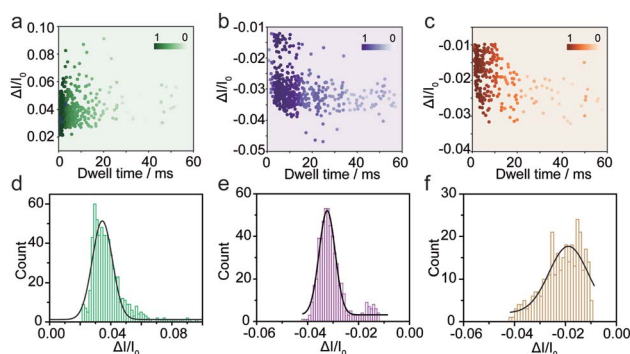 a
b
c
0.10
0.08
0.06
0.04
0.02
ΔI/I₀
1 0
0 20 40 60
Dwell time / ms
-0.01
-0.02
-0.03
-0.04
-0.05
ΔI/I₀
1 0
0 20 40 60
Dwell time / ms
-0.01
-0.02
-0.03
-0.04
ΔI/I₀
1 0
0 20 40 60
Dwell time / ms
d
e
f
60
40
20
0
Count
0.00 0.04 0.08
ΔI/I₀
60
40
20
0
Count
-0.06 -0.04 -0.02 0.00
ΔI/I₀
30
20
10
0
Count
-0.06 -0.04 -0.02 0.00
ΔI/I₀